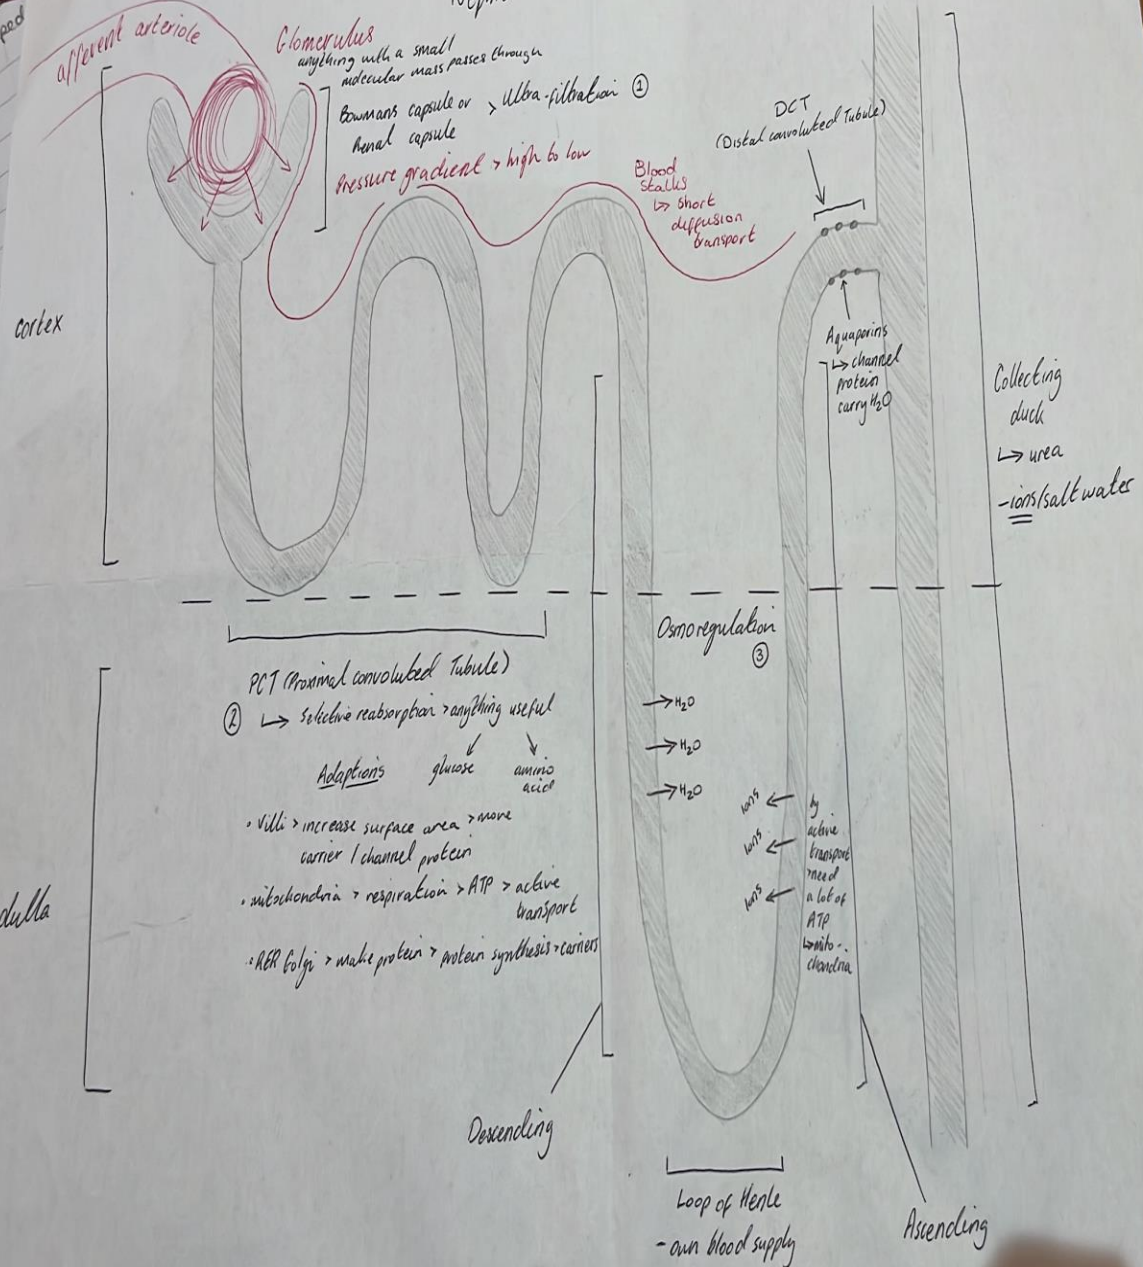 afferent arteriole
Glomerulus
anything with a small
molecular mass passes through
Bowmans capsule or > Ultra-filtration ①
Renal capsule
Pressure gradient > high to low
Blood
stalks
↳ short
diffusion
transport
DCT
(Distal convoluted Tubule)
Aquaporins
↳ channel
protein
carry H₂O
cortex
Collecting
duck
↳ urea
-ions/salt water
Osmoregulation
③
PCT (Proximal convoluted Tubule)
② ↳ Selective reabsorption > anything useful
Adaptions glucose amino
acid
• Villi > increase surface area > more
carrier / channel protein
• mitochondria > respiration > ATP > active
transport
• RER Golgi > make protein > protein synthesis > carriers
→ H₂O
→ H₂O
→ H₂O
Ions ←
Ions ←
Ions ←
by
active
transport
>need
a lot of
ATP
↳ mito-
chondria
dulla
Descending
Loop of Henle
- own blood supply
Ascending